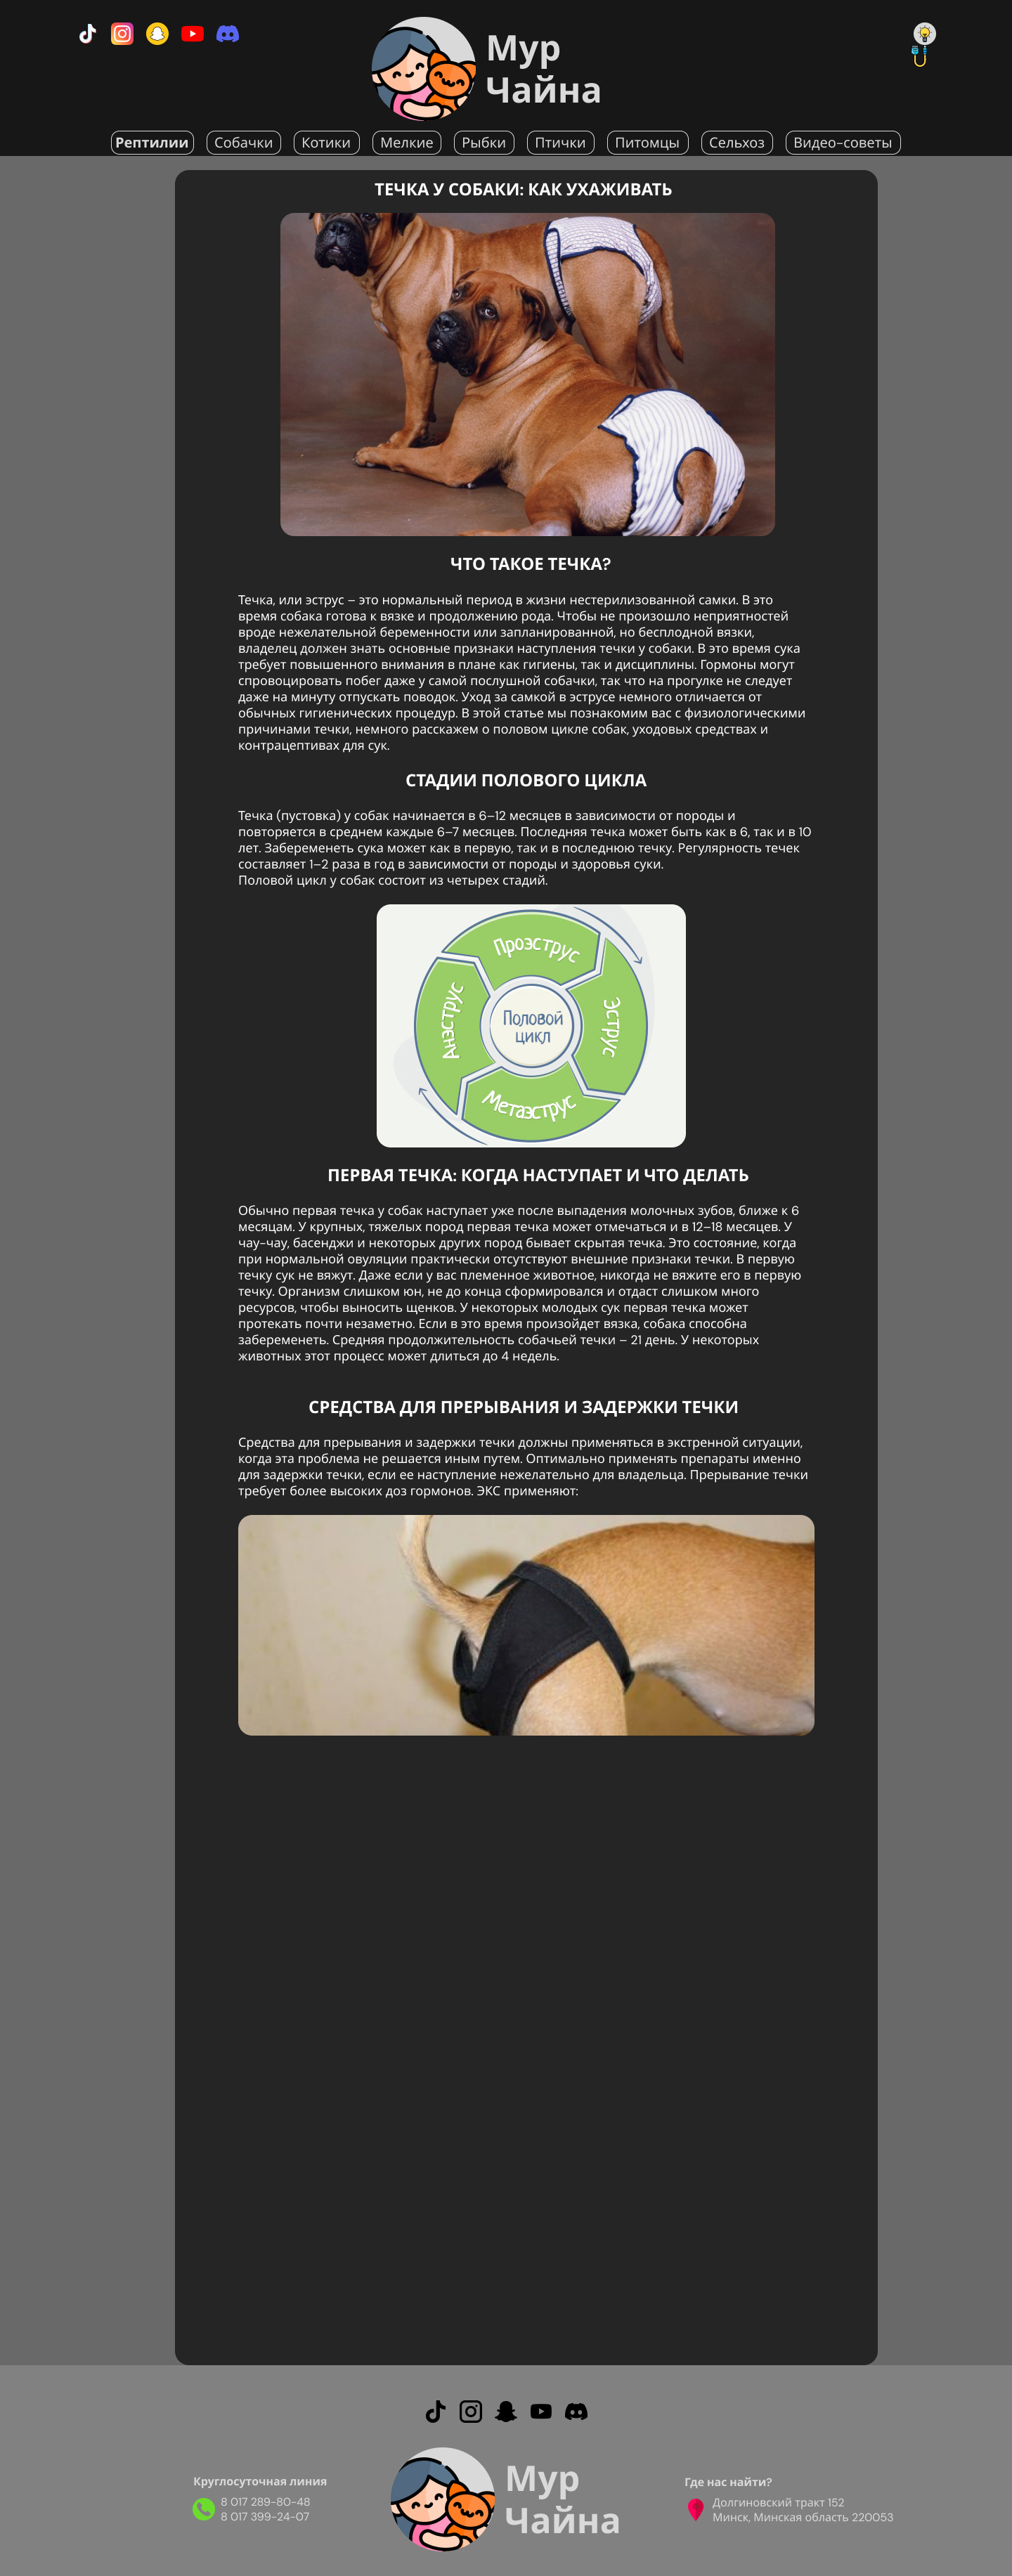 Мур
Чайна
Рептилии Собачки Котики Мелкие Рыбки Птички Питомцы Сельхоз Видео-советы
ТЕЧКА У СОБАКИ: КАК УХАЖИВАТЬ
ЧТО ТАКОЕ ТЕЧКА?
Течка, или эструс – это нормальный период в жизни нестерилизованной самки. В это
время собака готова к вязке и продолжению рода. Чтобы не произошло неприятностей
вроде нежелательной беременности или запланированной, но бесплодной вязки,
владелец должен знать основные признаки наступления течки у собаки. В это время сука
требует повышенного внимания в плане как гигиены, так и дисциплины. Гормоны могут
спровоцировать побег даже у самой послушной собачки, так что на прогулке не следует
даже на минуту отпускать поводок. Уход за самкой в эструсе немного отличается от
обычных гигиенических процедур. В этой статье мы познакомим вас с физиологическими
причинами течки, немного расскажем о половом цикле собак, уходовых средствах и
контрацептивах для сук.
СТАДИИ ПОЛОВОГО ЦИКЛА
Течка (пустовка) у собак начинается в 6–12 месяцев в зависимости от породы и
повторяется в среднем каждые 6–7 месяцев. Последняя течка может быть как в 6, так и в 10
лет. Забеременеть сука может как в первую, так и в последнюю течку. Регулярность течек
составляет 1–2 раза в год в зависимости от породы и здоровья суки.
Половой цикл у собак состоит из четырех стадий.
Проэструс
Эструс
Метаэструс
Анэструс
Половой
цикл
ПЕРВАЯ ТЕЧКА: КОГДА НАСТУПАЕТ И ЧТО ДЕЛАТЬ
Обычно первая течка у собак наступает уже после выпадения молочных зубов, ближе к 6
месяцам. У крупных, тяжелых пород первая течка может отмечаться и в 12–18 месяцев. У
чау-чау, басенджи и некоторых других пород бывает скрытая течка. Это состояние, когда
при нормальной овуляции практически отсутствуют внешние признаки течки. В первую
течку сук не вяжут. Даже если у вас племенное животное, никогда не вяжите его в первую
течку. Организм слишком юн, не до конца сформировался и отдаст слишком много
ресурсов, чтобы выносить щенков. У некоторых молодых сук первая течка может
протекать почти незаметно. Если в это время произойдет вязка, собака способна
забеременеть. Средняя продолжительность собачьей течки – 21 день. У некоторых
животных этот процесс может длиться до 4 недель.
СРЕДСТВА ДЛЯ ПРЕРЫВАНИЯ И ЗАДЕРЖКИ ТЕЧКИ
Средства для прерывания и задержки течки должны применяться в экстренной ситуации,
когда эта проблема не решается иным путем. Оптимально применять препараты именно
для задержки течки, если ее наступление нежелательно для владельца. Прерывание течки
требует более высоких доз гормонов. ЭКС применяют:
Круглосуточная линия
8 017 289-80-48
8 017 399-24-07
Мур
Чайна
Где нас найти?
Долгиновский тракт 152
Минск, Минская область 220053